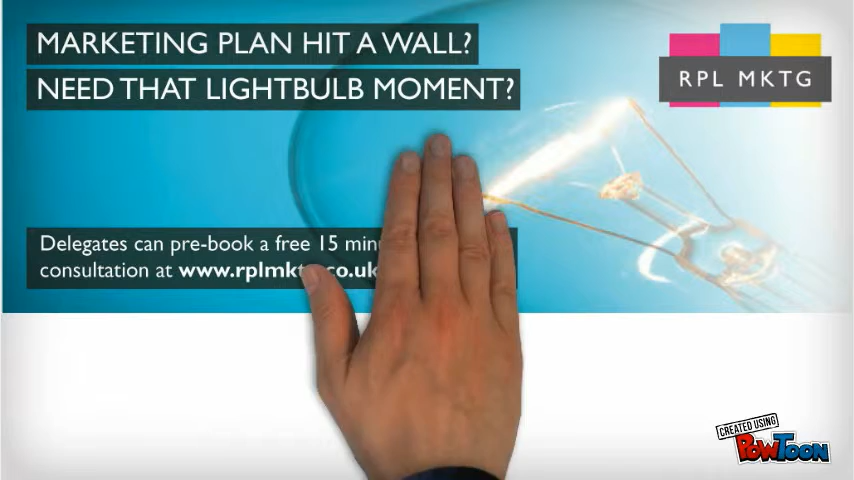 MARKETING PLAN HIT A WALL?
NEED THAT LIGHTBULB MOMENT?
RPL MKTG
Delegates can pre-book a free 15
consultation at
CREATED USING
POWTOON